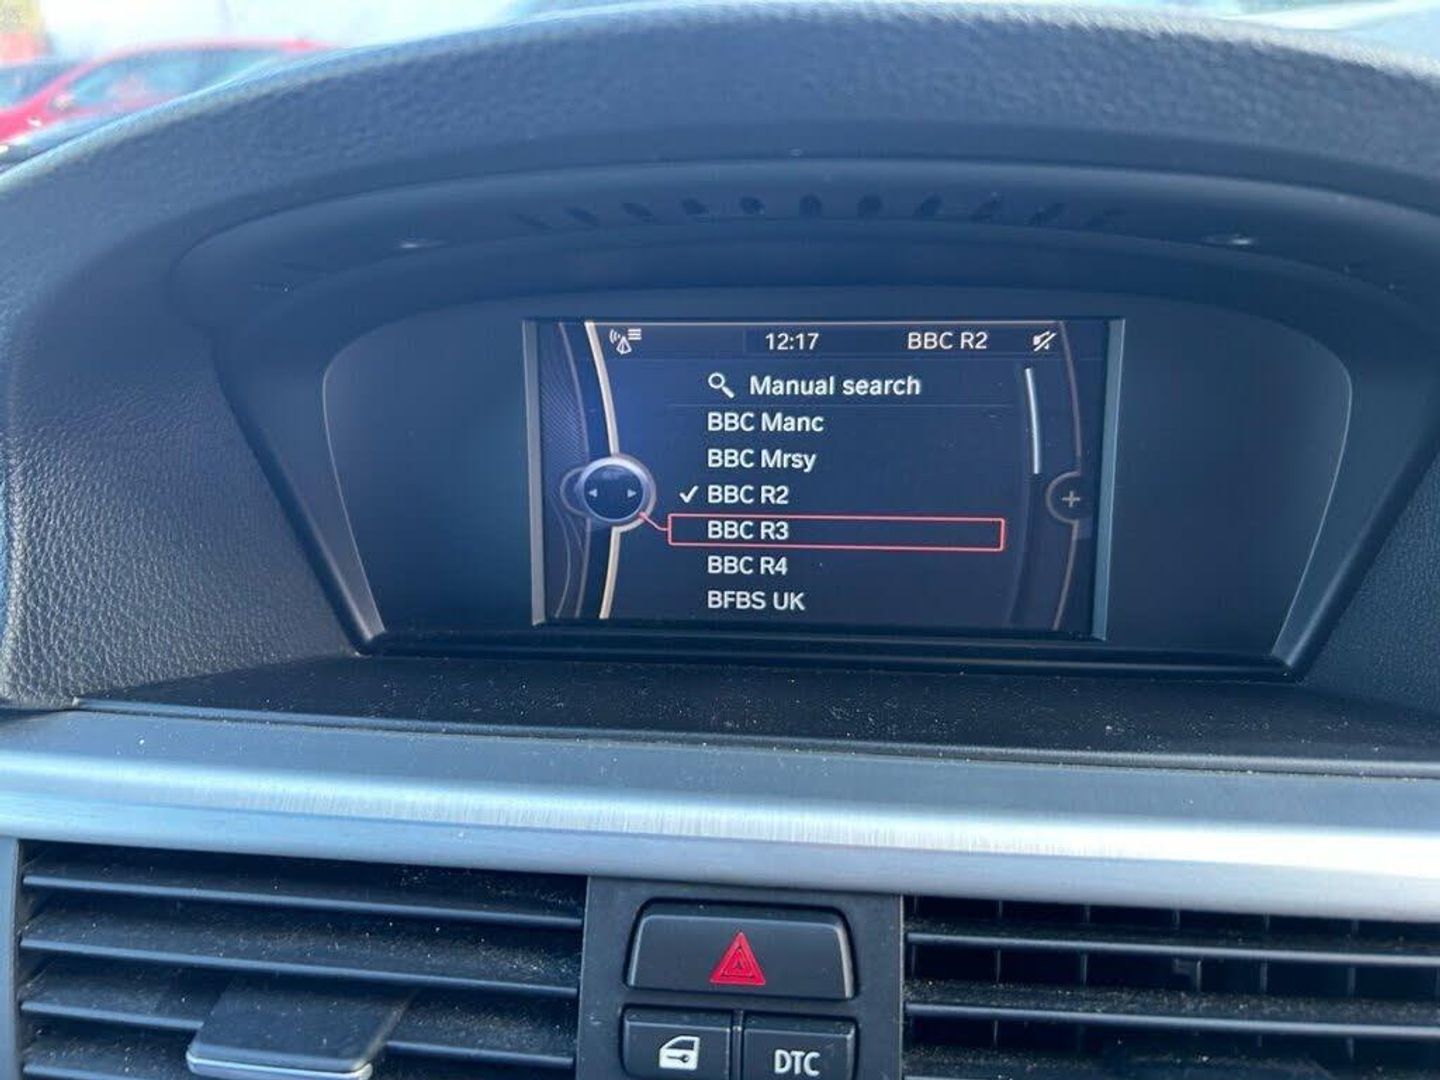 12:17 BBC R2
Manual search
BBC Manc
BBC Mrsy
BBC R2
BBC R3
BBC R4
BFBS UK
DTC